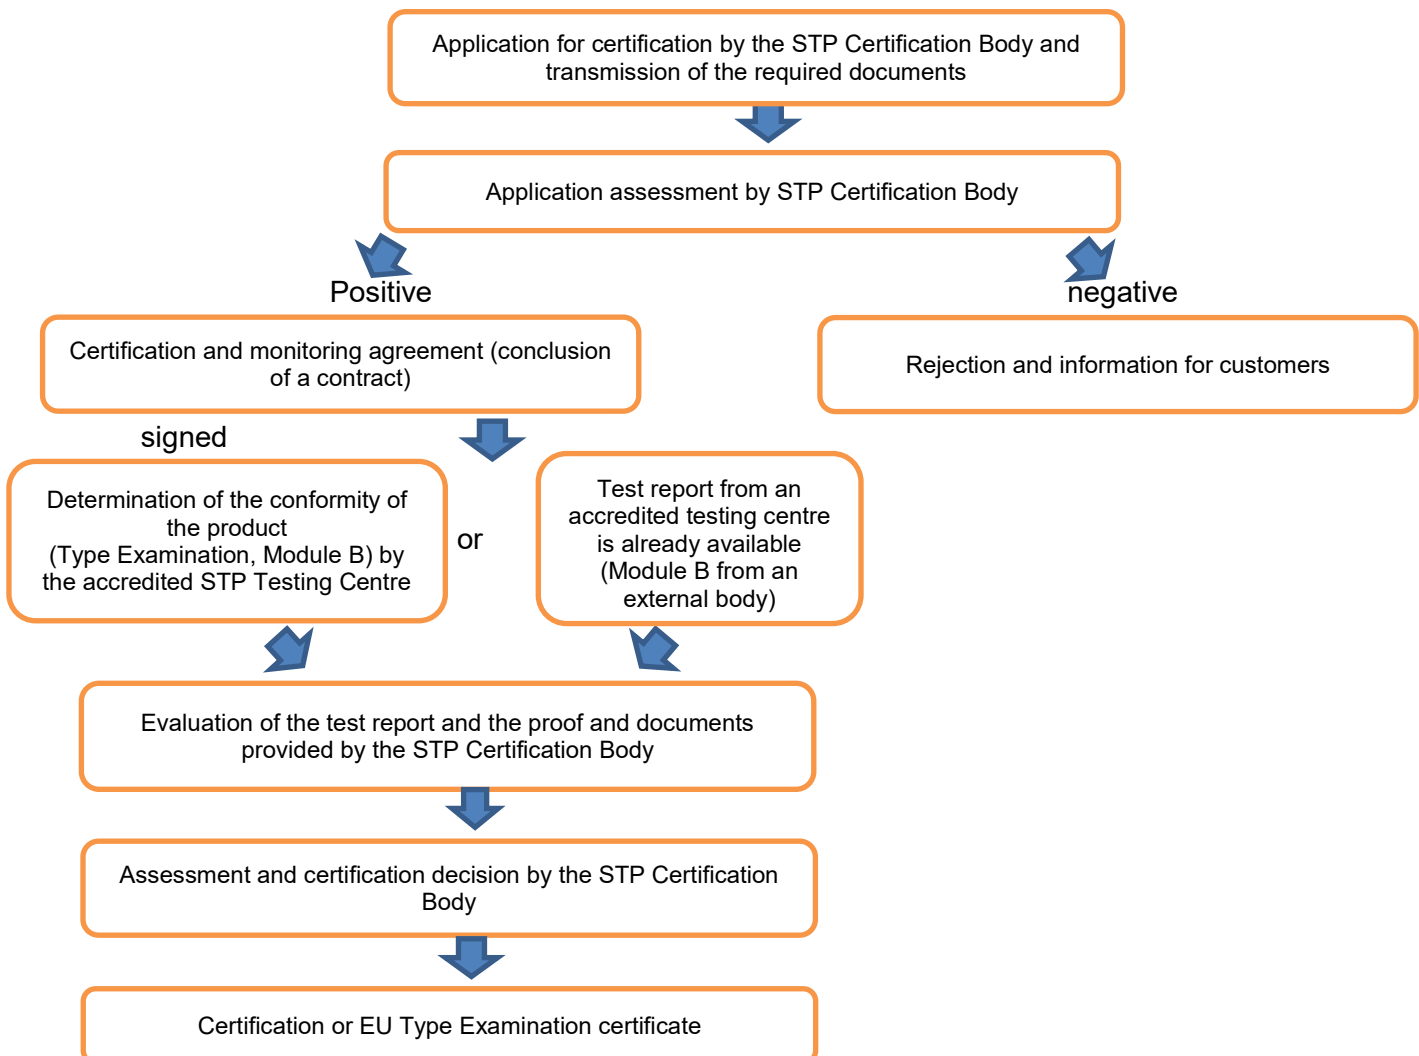 Application for certification by the STP Certification Body and
transmission of the required documents
Application assessment by STP Certification Body
Positive
negative
Certification and monitoring agreement (conclusion
of a contract)
Rejection and information for customers
signed
Determination of the conformity of
the product
(Type Examination, Module B) by
the accredited STP Testing Centre
or
Test report from an
accredited testing centre
is already available
(Module B from an
external body)
Evaluation of the test report and the proof and documents
provided by the STP Certification Body
Assessment and certification decision by the STP Certification
Body
Certification or EU Type Examination certificate